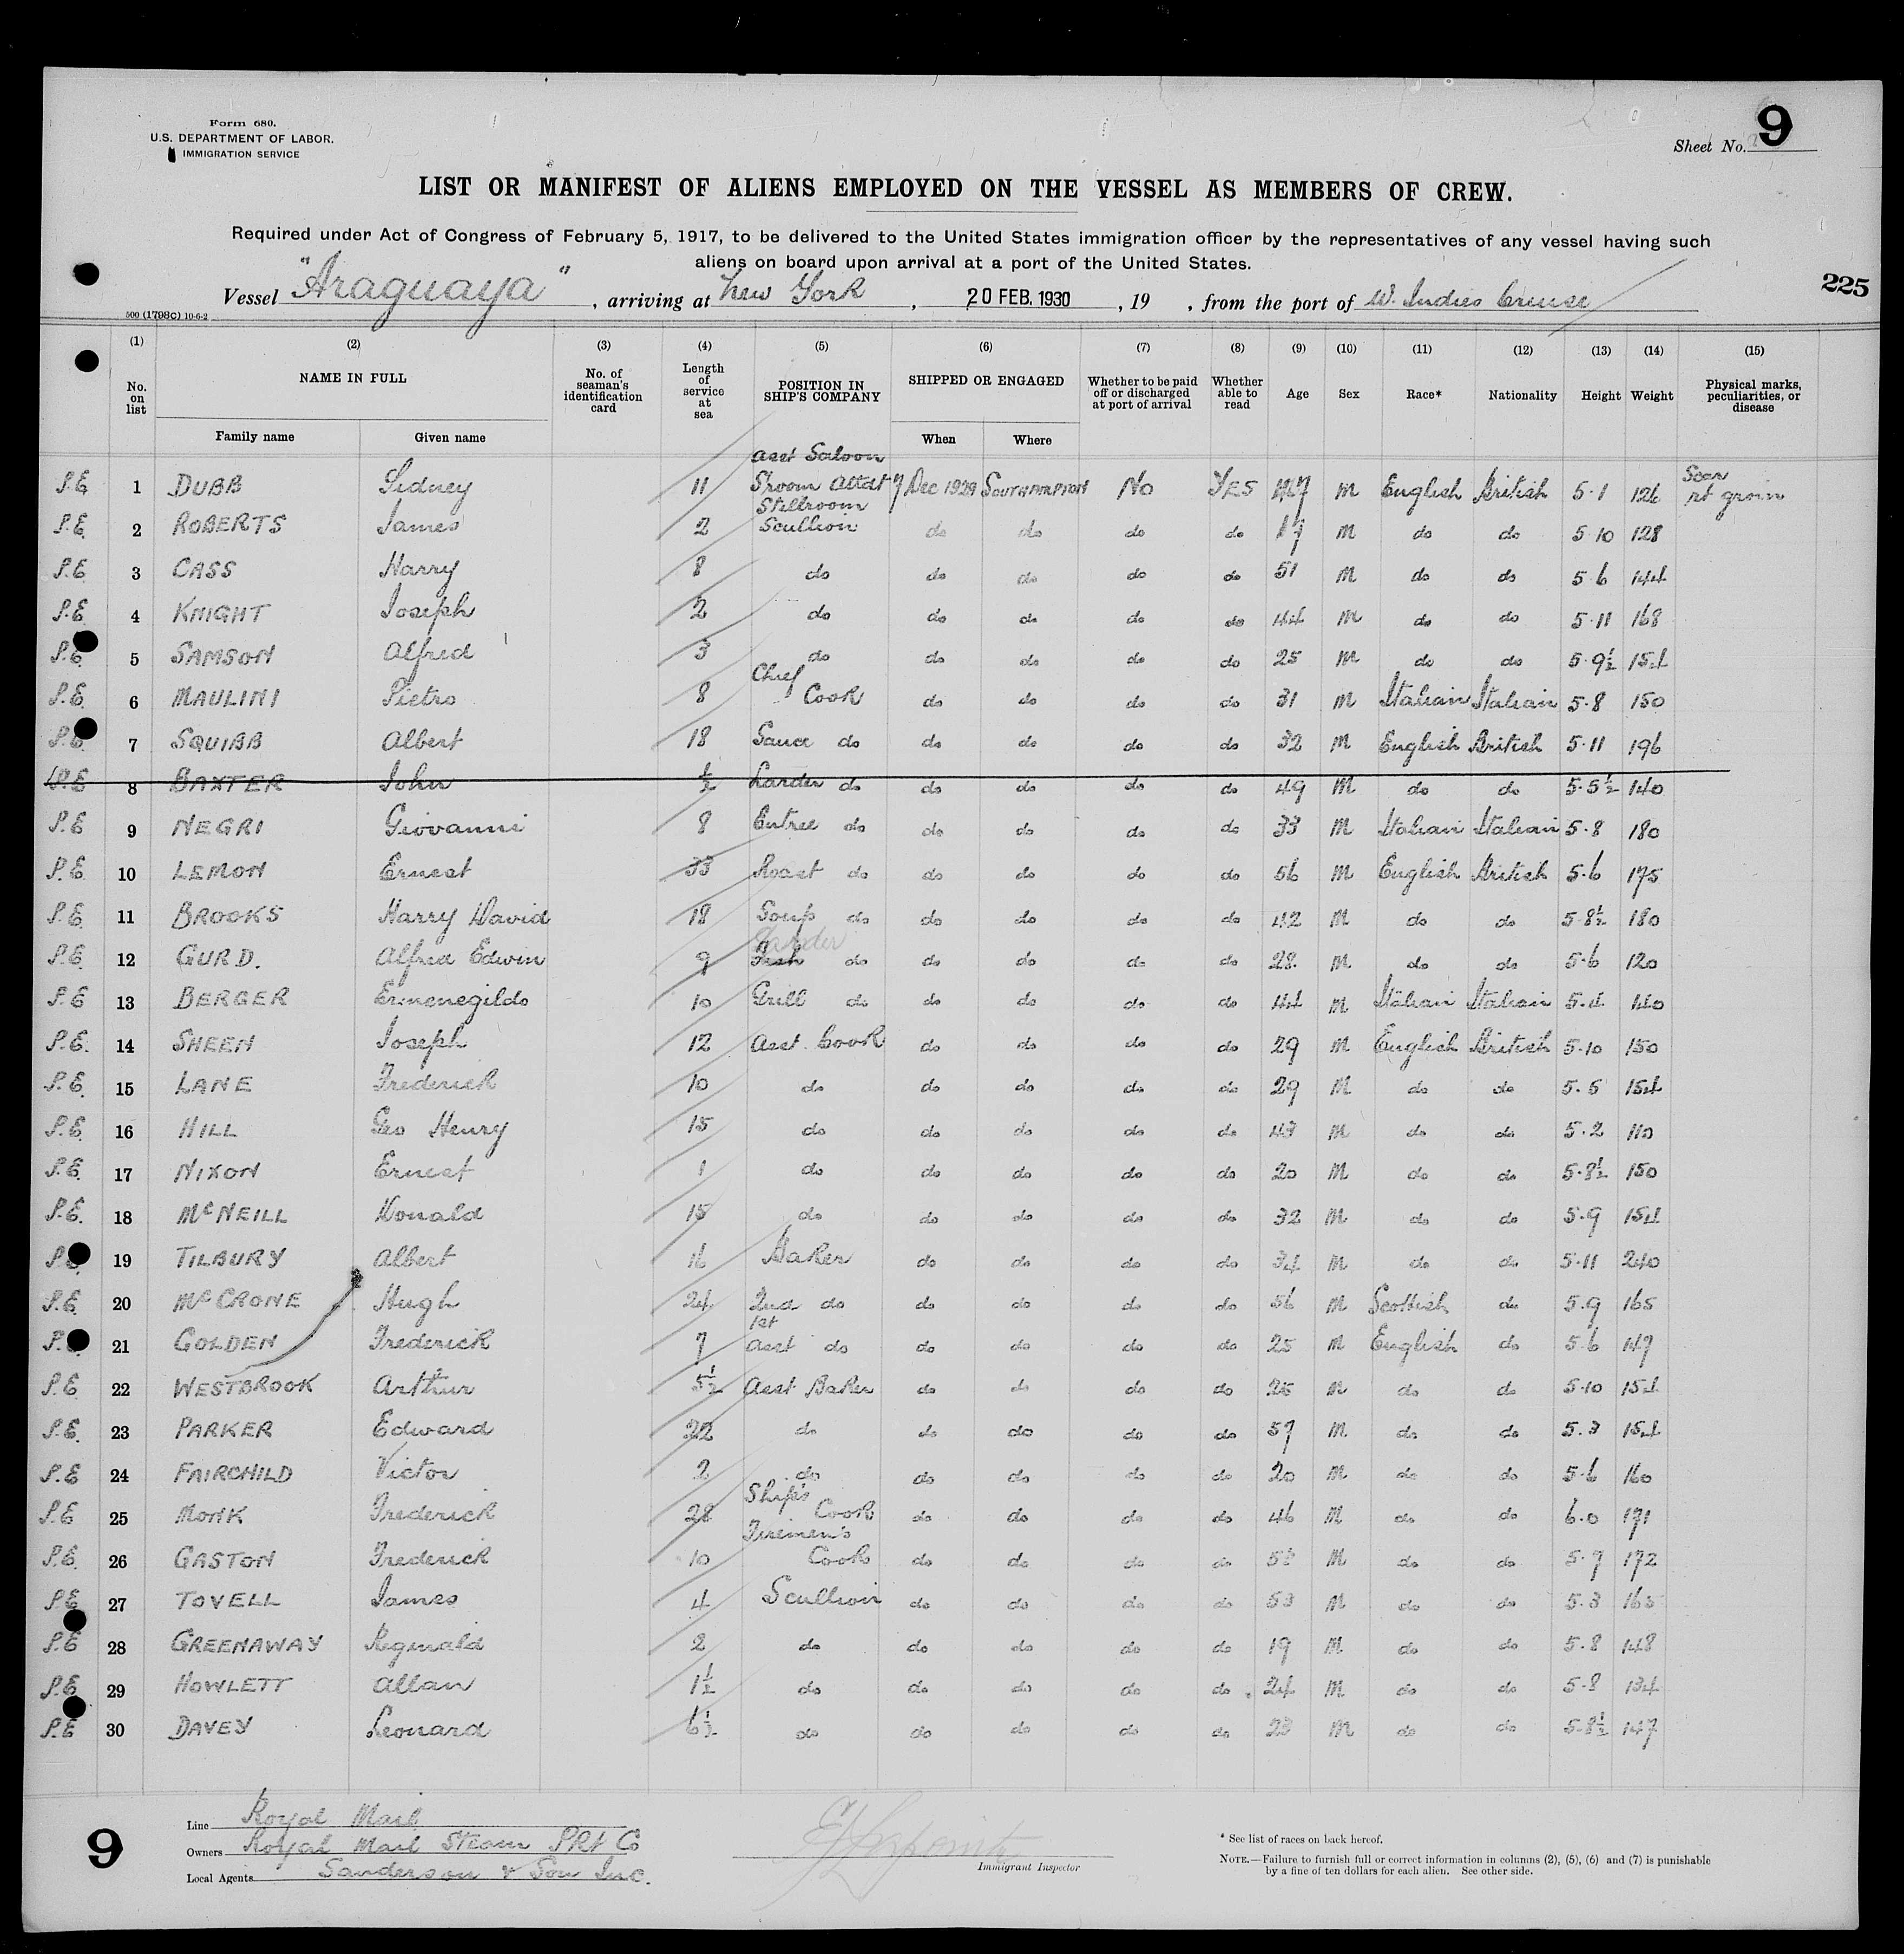 Form 680.
U.S. DEPARTMENT OF LABOR.
IMMIGRATION SERVICE
Sheet No. 9
LIST OR MANIFEST OF ALIENS EMPLOYED ON THE VESSEL AS MEMBERS OF CREW.
Required under Act of Congress of February 5, 1917, to be delivered to the United States immigration officer by the representatives of any vessel having such
aliens on board upon arrival at a port of the United States.
Vessel "Araguaya", arriving at New York, 20 FEB. 1930, 19 , from the port of W. Indies Cruise
225
500 (1798C) 10-6-2
(1) (2) (3) (4) (5) (6) (7) (8) (9) (10) (11) (12) (13) (14) (15)
No. on list NAME IN FULL No. of seaman's identification card Length of service at sea POSITION IN SHIP'S COMPANY SHIPPED OR ENGAGED Whether to be paid off or discharged at port of arrival Whether able to read Age Sex Race* Nationality Height Weight Physical marks, peculiarities, or disease
Family name Given name When Where
P.E 1 DUBB Sidney 11 asst Saloon S'room attdt 7 Dec 1929 SOUTHAMPTON No YES 47 M English British 5·1 126 Scar rt groin
P.E. 2 ROBERTS James 2 Stillroom Scullion do do do do 19 M do do 5 10 128
P.E 3 CASS Harry 8 do do do do do 51 M do do 5 6 144
P.E. 4 KNIGHT Joseph 2 do do do do do 44 M do do 5·11 168
P.E. 5 SAMSON Alfred 3 do do do do do 25 M do do 5·9½ 154
P.E. 6 MAULINI Pietro 8 Chief Cook do do do do 31 M Italian Italian 5·8 150
P.E. 7 SQUIBB Albert 18 Sauce do do do do do 32 M English British 5·11 196
P.E 8 BAXTER John ½ Larder do do do do do 49 M do do 5·5½ 140
P.E 9 NEGRI Giovanni 8 Entree do do do do do 33 M Italian Italian 5·8 180
P.E. 10 LEMON Ernest 33 Roast do do do do do 56 M English British 5·6 175
P.E 11 BROOKS Harry David 18 Soup do do do do do 42 M do do 5·8½ 180
P.E. 12 GURD. Alfred Edwin 9 Larder Fish do do do do do 28 M do do 5·6 120
P.E 13 BERGER Ermenegildo 10 Grill do do do do do 44 M Italian Italian 5·4 140
P.E. 14 SHEEN Joseph 12 Asst. Cook do do do do 29 M English British 5·10 150
P.E. 15 LANE Frederick 10 do do do do do 29 M do do 5·5 154
P.E. 16 HILL Geo Henry 15 do do do do do 43 M do do 5·2 110
P.E. 17 NIXON Ernest 1 do do do do do 20 M do do 5·8½ 150
P.E. 18 McNEILL Donald 15 do do do do do 32 M do do 5·9 154
P.E. 19 TILBURY Albert 16 Baker do do do do 34 M do do 5·11 240
P.E. 20 McCRONE Hugh 24 2nd do do do do do 56 M Scottish do 5·9 165
P.E. 21 GOLDEN Frederick 7 1st asst do do do do do 25 M English do 5·6 147
P.E 22 WESTBROOK Arthur 5½ Asst Baker do do do do 25 M do do 5·10 154
P.E. 23 PARKER Edward 22 do do do do do 57 M do do 5·3 154
P.E 24 FAIRCHILD Victor 2 do do do do do 20 M do do 5·6 160
P.E 25 MONK Frederick 28 Ship's Cook do do do do 46 M do do 6·0 171
P.E. 26 GASTON Frederick 10 Firemen's Cook do do do do M do do 5·7 172
P.E 27 TOVELL James 4 Scullion do do do do 53 M do do 5·3 165
P.E 28 GREENAWAY Reginald 2 do do do do do 19 M do do 5·8 148
P.E 29 HOWLETT Allan 1½ do do do do do 24 M do do 5·8 134
P.E 30 DAVEY Leonard 6½ do do do do do 23 M do do 5·8½ 147
9
Line Royal Mail
Owners Royal Mail Steam Pkt Co
Local Agents Sanderson & Son Inc.
Immigrant Inspector
* See list of races on back hereof.
NOTE.—Failure to furnish full or correct information in columns (2), (5), (6) and (7) is punishable
by a fine of ten dollars for each alien. See other side.